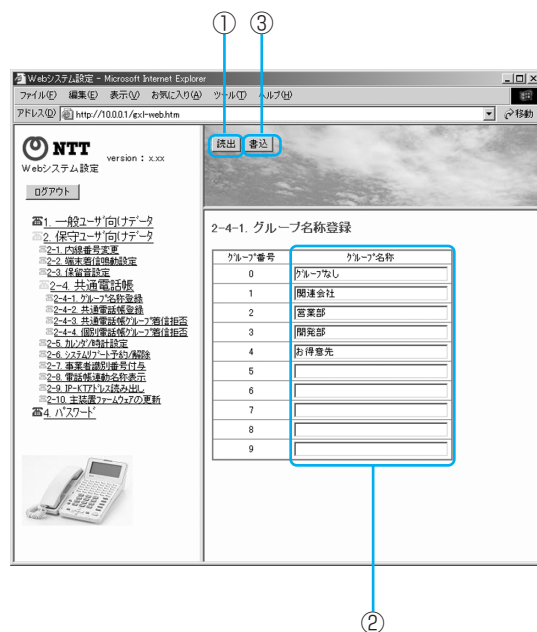 ① ③
Webシステム設定 - Microsoft Internet Explorer
ファイル(F) 編集(E) 表示(V) お気に入り(A) ツール(T) ヘルプ(H)
アドレス(D) http://10.0.0.1/gxl-web.htm 移動
NTT version : x.xx
Webシステム設定
ログアウト
読出 書込
1. 一般ユーザ向けデータ
2. 保守ユーザ向けデータ
2-1. 内線番号変更
2-2. 端末着信鳴動設定
2-3. 保留音設定
2-4. 共通電話帳
2-4-1. グループ名称登録
2-4-2. 共通電話帳登録
2-4-3. 共通電話帳グループ着信拒否
2-4-4. 個別電話帳グループ着信拒否
2-5. カレンダ/時計設定
2-6. システムリブート予約/解除
2-7. 事業者識別番号付与
2-8. 電話帳連動名称表示
2-9. IP-KTアドレス読み出し
2-10. 主装置ファームウェアの更新
4. パスワード
2-4-1. グループ名称登録
グループ番号 グループ名称
0 グループなし
1 関連会社
2 営業部
3 開発部
4 お得意先
5
6
7
8
9
②